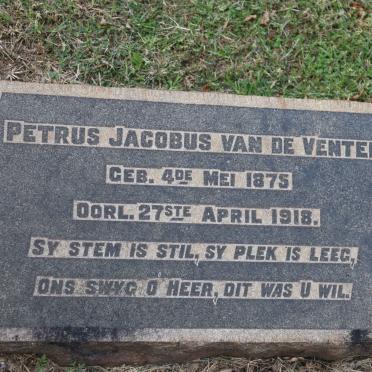 PETRUS JACOBUS VAN DE VENTER
GEB. 4DE MEI 1875
OORL. 27STE APRIL 1918.
SY STEM IS STIL, SY PLEK IS LEEG,
ONS SWYG O HEER, DIT WAS U WIL.